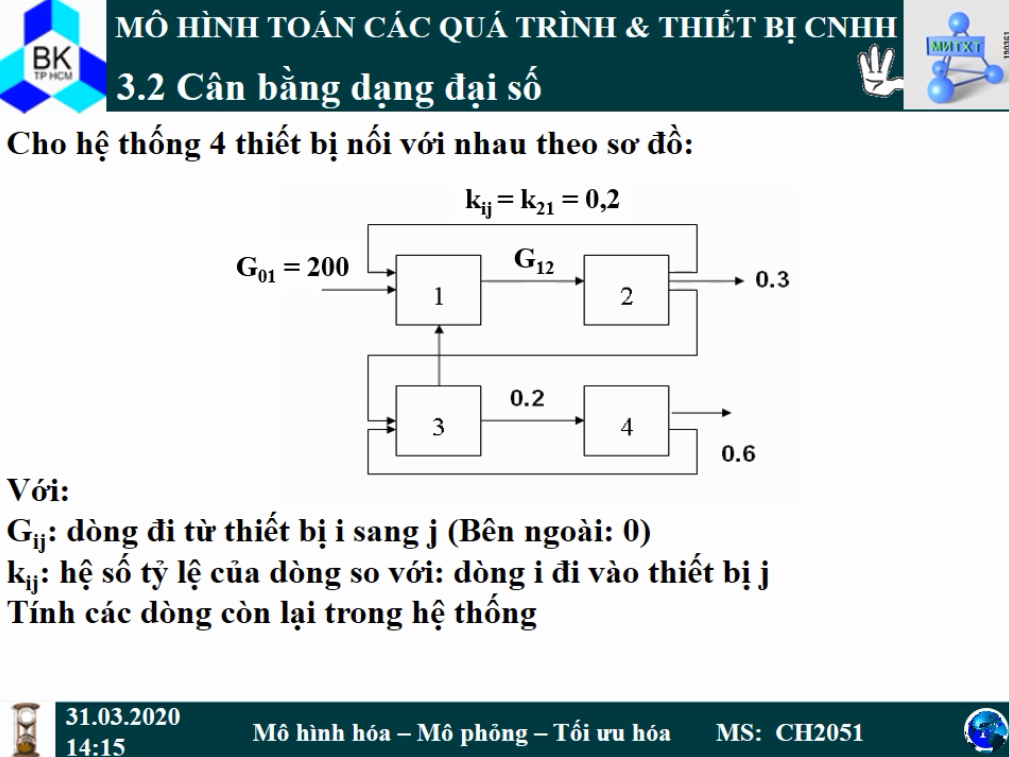 BK
TP HCM
MÔ HÌNH TOÁN CÁC QUÁ TRÌNH & THIẾT BỊ CNHH
3.2 Cân bằng dạng đại số
МИТХТ
Cho hệ thống 4 thiết bị nối với nhau theo sơ đồ:
kij = k21 = 0,2
G01 = 200
G12
0.3
1
2
0.2
3
4
0.6
Với:
Gij: dòng đi từ thiết bị i sang j (Bên ngoài: 0)
kij: hệ số tỷ lệ của dòng so với: dòng i đi vào thiết bị j
Tính các dòng còn lại trong hệ thống
31.03.2020
14:15
Mô hình hóa – Mô phỏng – Tối ưu hóa MS: CH2051